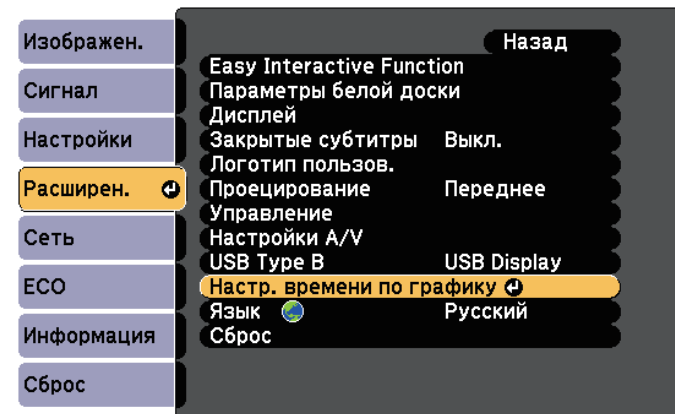 Изображен.
Сигнал
Настройки
Расширен.
Сеть
ECO
Информация
Сброс
Назад
Easy Interactive Function
Параметры белой доски
Дисплей
Закрытые субтитры Выкл.
Логотип пользов.
Проецирование Переднее
Управление
Настройки A/V
USB Type B USB Display
Настр. времени по графику
Язык Русский
Сброс